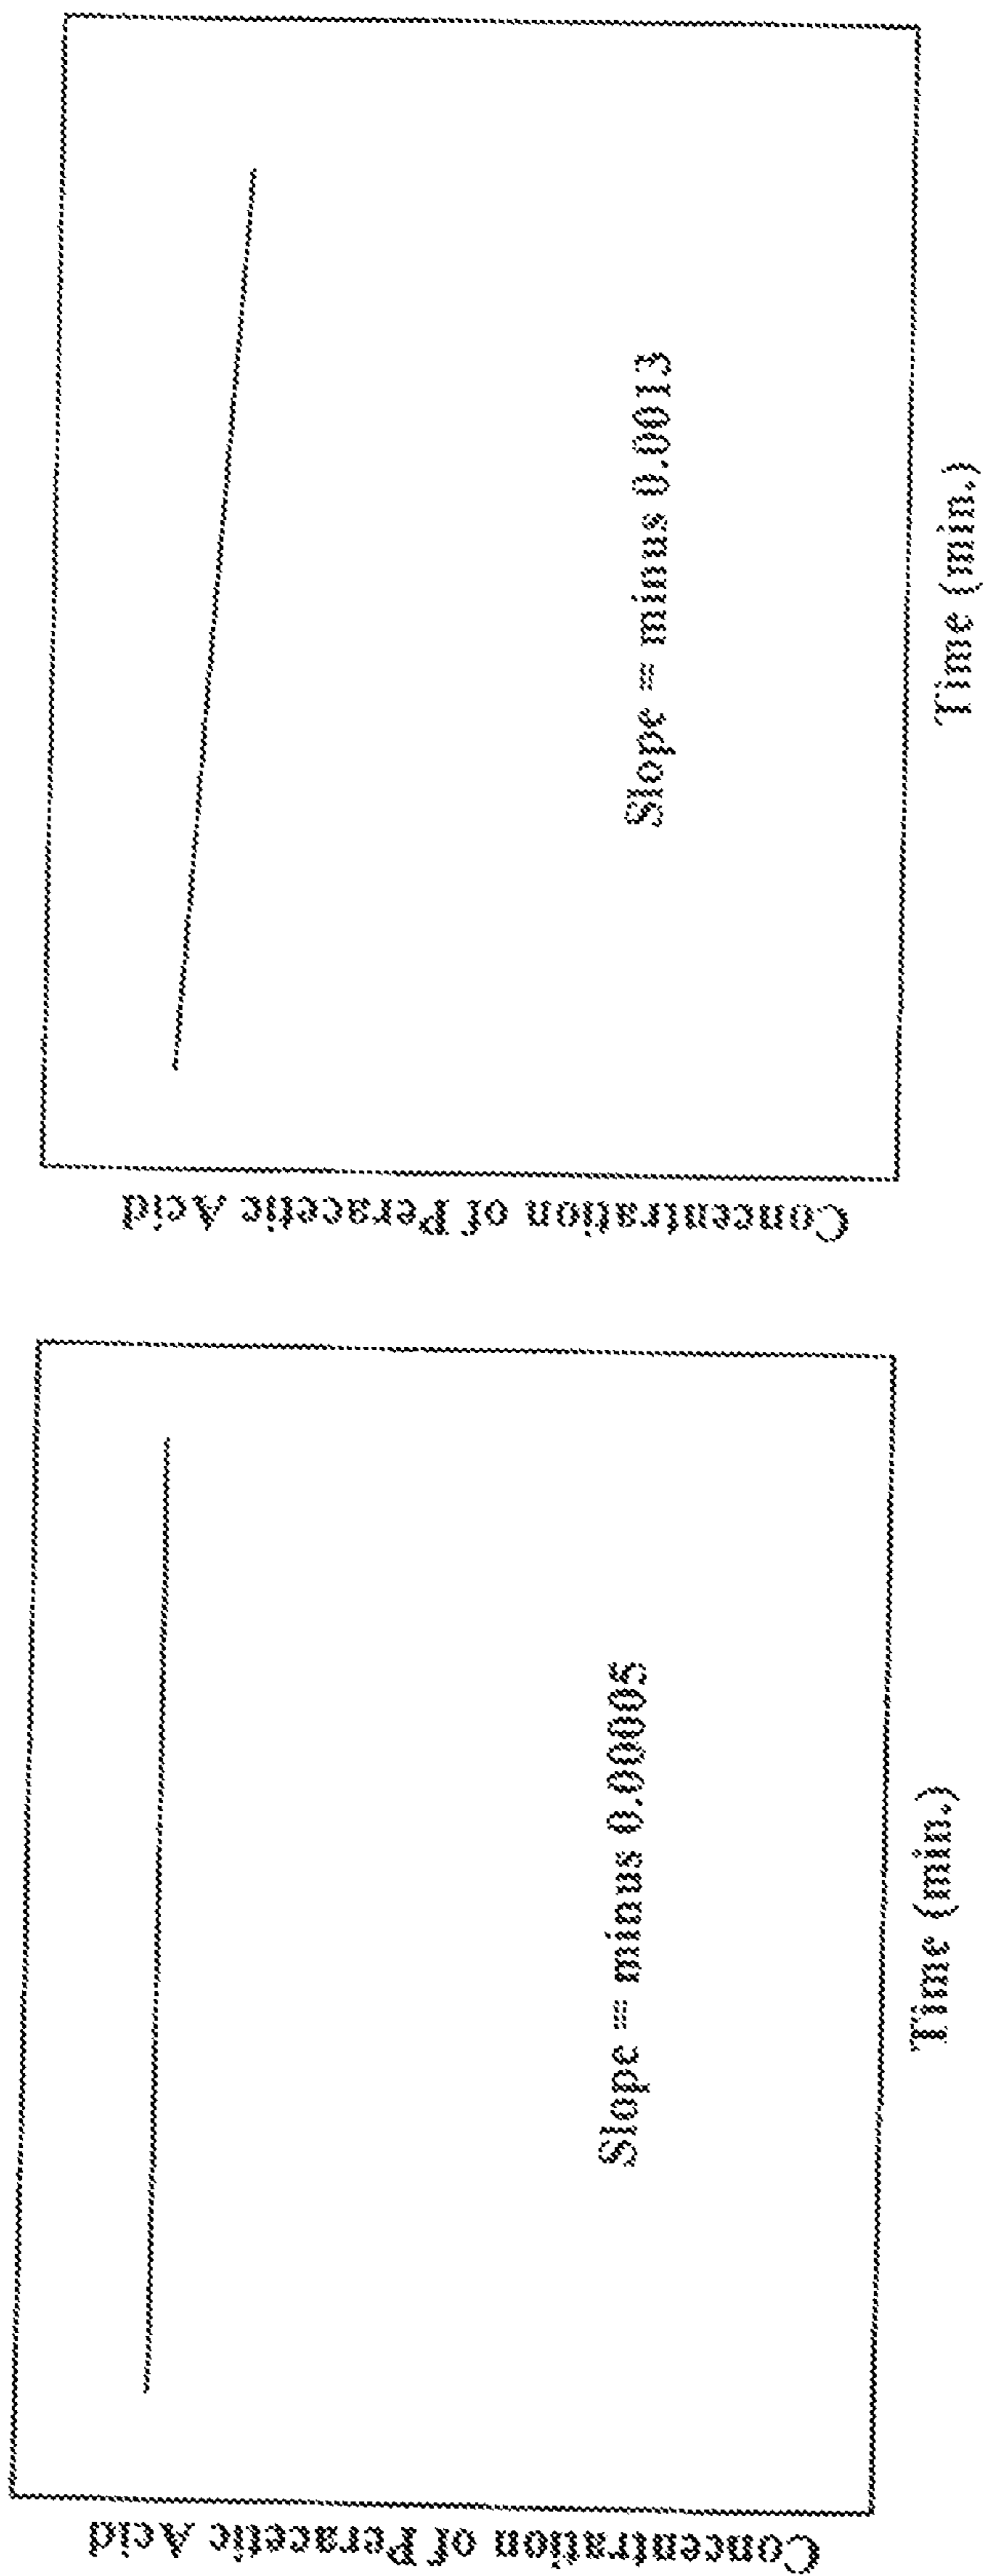 Concentration of Peracetic Acid
Slope = minus 0.00005
Time (min.)
Concentration of Peracetic Acid
Slope = minus 0.0013
Time (min.)